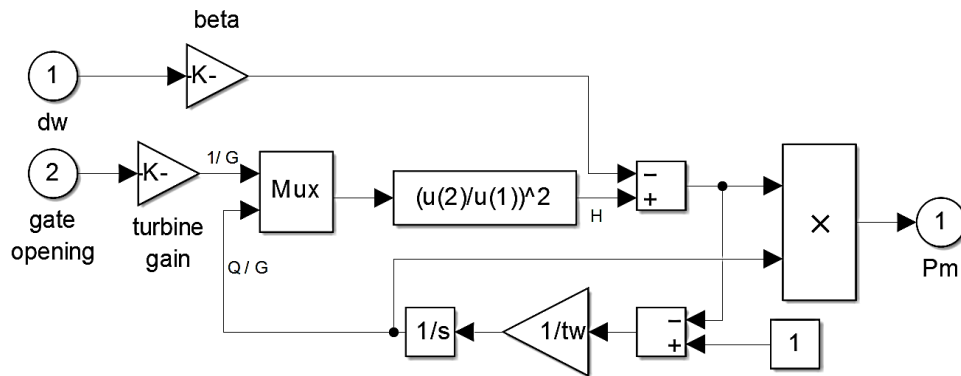 beta
1
-K-
dw
2
-K-
1/ G
Mux
(u(2)/u(1))^2
H
−
+
×
1
Pm
gate
opening
turbine
gain
Q / G
1/s
1/tw
−
+
1